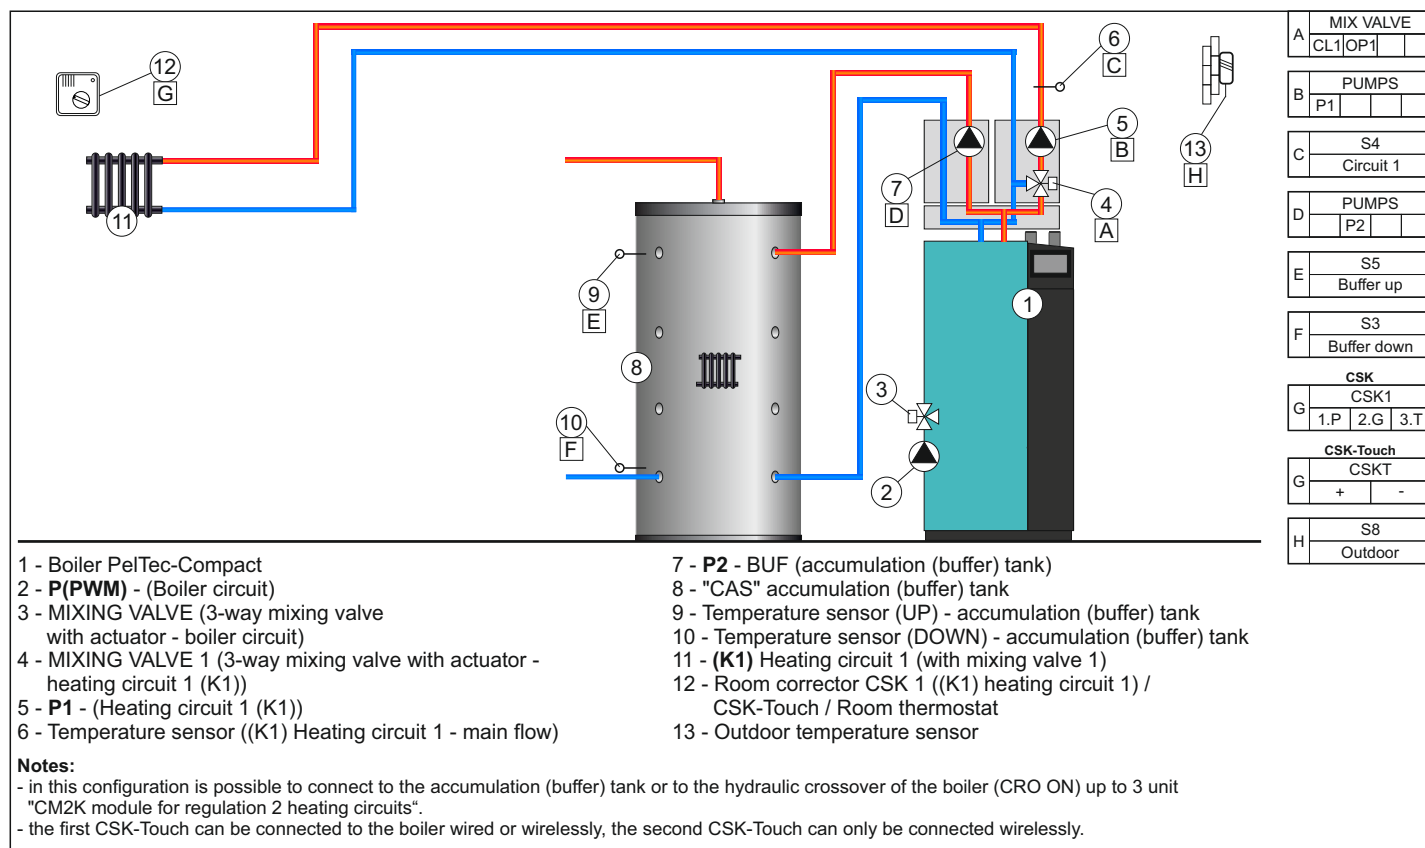 12
G
11
6
C
13
H
5
B
7
D
4
A
9
E
8
10
F
3
2
1
A
MIX VALVE
CL1 OP1
B
PUMPS
P1
C
S4
Circuit 1
D
PUMPS
P2
E
S5
Buffer up
F
S3
Buffer down
CSK
G
CSK1
1.P 2.G 3.T
CSK-Touch
G
CSKT
+ -
H
S8
Outdoor
1 - Boiler PelTec-Compact
2 - P(PWM) - (Boiler circuit)
3 - MIXING VALVE (3-way mixing valve
with actuator - boiler circuit)
4 - MIXING VALVE 1 (3-way mixing valve with actuator -
heating circuit 1 (K1))
5 - P1 - (Heating circuit 1 (K1))
6 - Temperature sensor ((K1) Heating circuit 1 - main flow)
7 - P2 - BUF (accumulation (buffer) tank)
8 - "CAS" accumulation (buffer) tank
9 - Temperature sensor (UP) - accumulation (buffer) tank
10 - Temperature sensor (DOWN) - accumulation (buffer) tank
11 - (K1) Heating circuit 1 (with mixing valve 1)
12 - Room corrector CSK 1 ((K1) heating circuit 1) /
CSK-Touch / Room thermostat
13 - Outdoor temperature sensor
Notes:
- in this configuration is possible to connect to the accumulation (buffer) tank or to the hydraulic crossover of the boiler (CRO ON) up to 3 unit
"CM2K module for regulation 2 heating circuits“.
- the first CSK-Touch can be connected to the boiler wired or wirelessly, the second CSK-Touch can only be connected wirelessly.